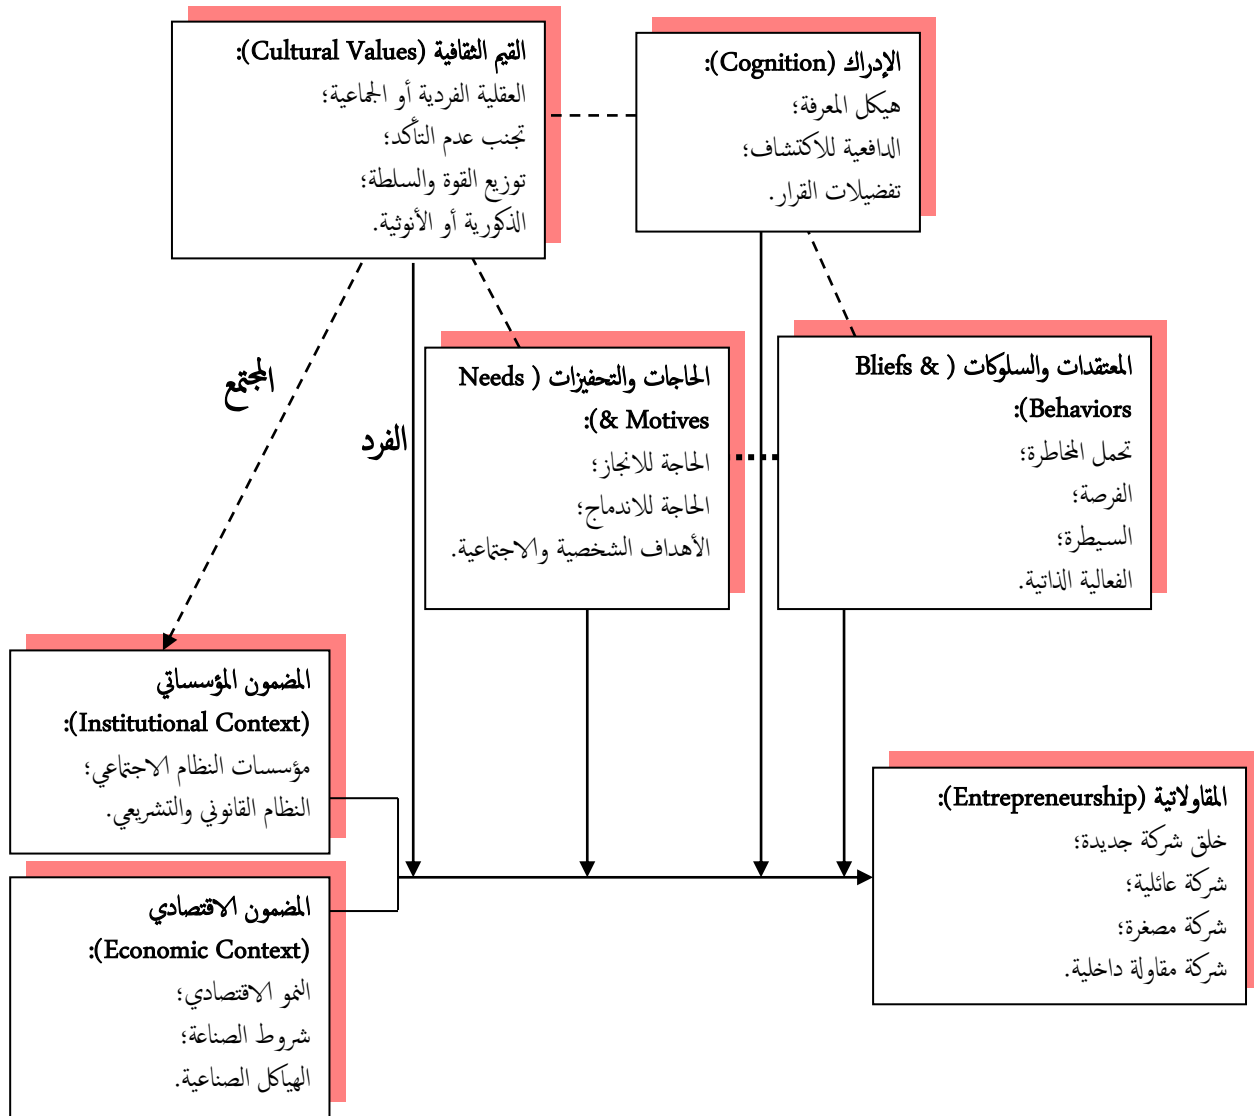 القيم الثقافية (Cultural Values):
العقلية الفردية أو الجماعية؛
تجنب عدم التأكد؛
توزيع القوة والسلطة؛
الذكورية أو الأنوثية.
الإدراك (Cognition):
هيكل المعرفة؛
الدافعية للاكتشاف؛
تفضيلات القرار.
المجتمع
الفرد
الحاجات والتحفيزات ( Needs
& Motives):
الحاجة للانجاز؛
الحاجة للاندماج؛
الأهداف الشخصية والاجتماعية.
المعتقدات والسلوكات ( Bliefs &
Behaviors):
تحمل المخاطرة؛
الفرصة؛
السيطرة؛
الفعالية الذاتية.
المضمون المؤسساتي
(Institutional Context):
مؤسسات النظام الاجتماعي؛
النظام القانوني والتشريعي.
المضمون الاقتصادي
(Economic Context):
النمو الاقتصادي؛
شروط الصناعة؛
الهياكل الصناعية.
المقاولاتية (Entrepreneurship):
خلق شركة جديدة؛
شركة عائلية؛
شركة مصغرة؛
شركة مقاولة داخلية.